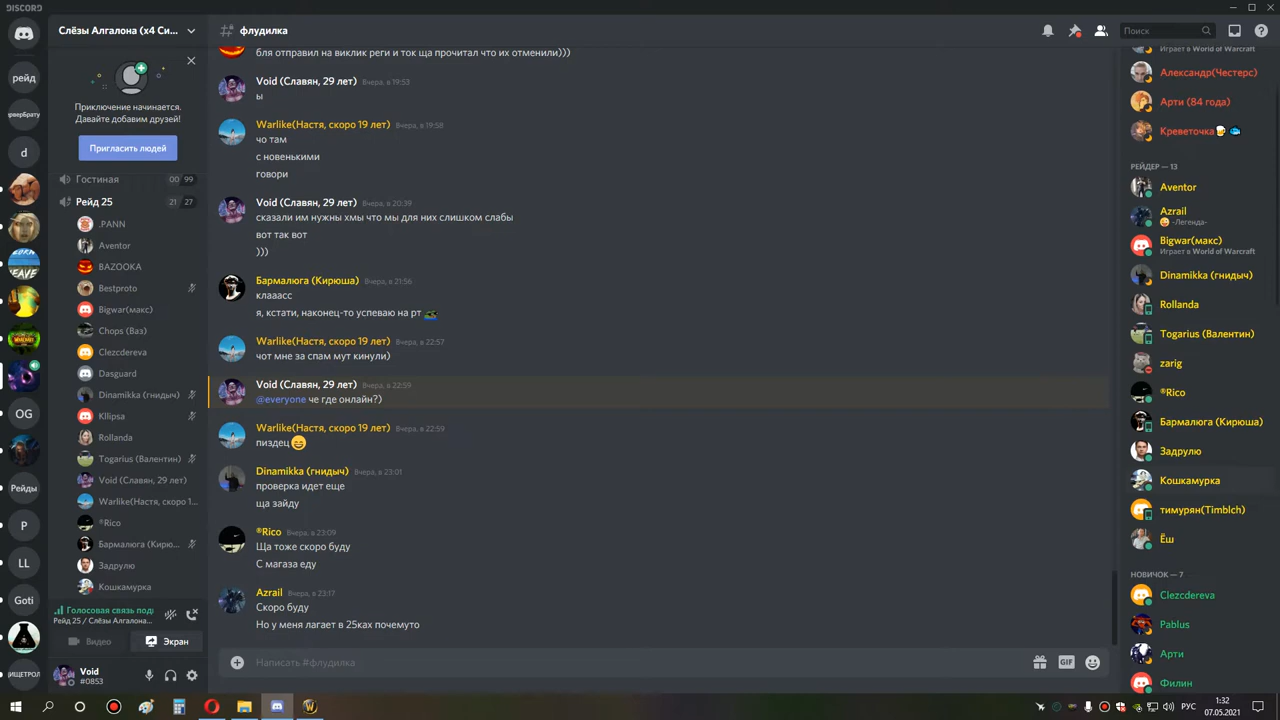 DISCORD
Слёзы Алгалона (x4 Си...
флудилка
Поиск
рейд
ерверБрату
d
OG
Рейды
P
LL
Goti
Приключение начинается.
Давайте добавим друзей!
Пригласить людей
Гостиная 00 99
Рейд 25 21 27
.PANN
Aventor
BAZOOKA
Bestproto
Bigwar(макс)
Chops (Ваз)
Clezcdereva
Dasguard
Dinamikka (гнидыч)
Kllipsa
Rollanda
Togarius (Валентин)
Void (Славян, 29 лет)
Warlike(Настя, скоро 1...
®Rico
Бармалюга (Кирю...
Задрулю
Кошкамурка
Голосовая связь под
Рейд 25 / Слёзы Алгалона...
Видео
Экран
Void
#0853
бля отправил на виклик реги и ток ща прочитал что их отменили)))
Void (Славян, 29 лет) Вчера, в 19:53
ы
Warlike(Настя, скоро 19 лет) Вчера, в 19:58
чо там
с новенькими
говори
Void (Славян, 29 лет) Вчера, в 20:39
сказали им нужны хмы что мы для них слишком слабы
вот так вот
)))
Бармалюга (Кирюша) Вчера, в 21:56
клааасс
я, кстати, наконец-то успеваю на рт
Warlike(Настя, скоро 19 лет) Вчера, в 22:57
чот мне за спам мут кинули)
Void (Славян, 29 лет) Вчера, в 22:59
@everyone че где онлайн?)
Warlike(Настя, скоро 19 лет) Вчера, в 22:59
пиздец
Dinamikka (гнидыч) Вчера, в 23:01
проверка идет еще
ща зайду
®Rico Вчера, в 23:09
Ща тоже скоро буду
С магаза еду
Azrail Вчера, в 23:17
Скоро буду
Но у меня лагает в 25ках почемуто
Написать #флудилка
GIF
Играет в World of Warcraft
Александр(Честерс)
Арти (84 года)
Креветочка
РЕЙДЕР — 13
Aventor
Azrail
-Легенда-
Bigwar(макс)
Играет в World of Warcraft
Dinamikka (гнидыч)
Rollanda
Togarius (Валентин)
zarig
®Rico
Бармалюга (Кирюша)
Задрулю
Кошкамурка
тимурян(Timblch)
Ёш
НОВИЧОК — 7
Clezcdereva
Pablus
Арти
Филин
РУС
1:32
07.05.2021